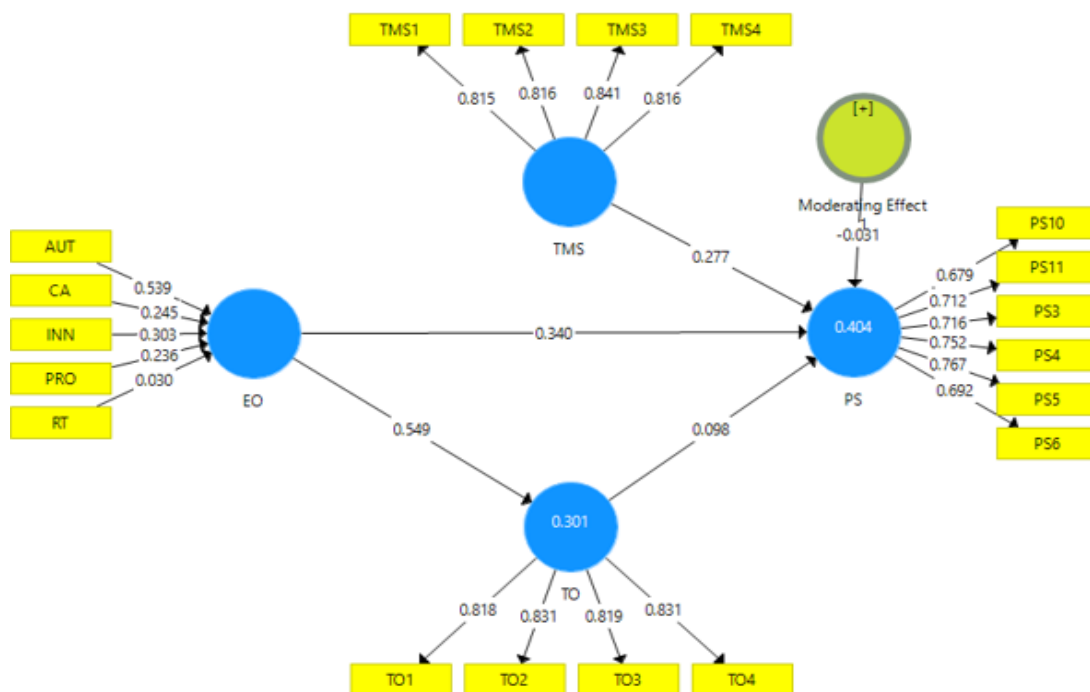 TMS1 TMS2 TMS3 TMS4
0.815 0.816 0.841 0.816
[+]
Moderating Effect
1
-0.031
TMS
0.277
AUT
CA
INN
PRO
RT
0.539
0.245
0.303
0.236
0.030
EO
0.340
0.404
PS
0.679
0.712
0.716
0.752
0.767
0.692
PS10
PS11
PS3
PS4
PS5
PS6
0.549
0.098
0.301
TO
0.818 0.831 0.819 0.831
TO1 TO2 TO3 TO4